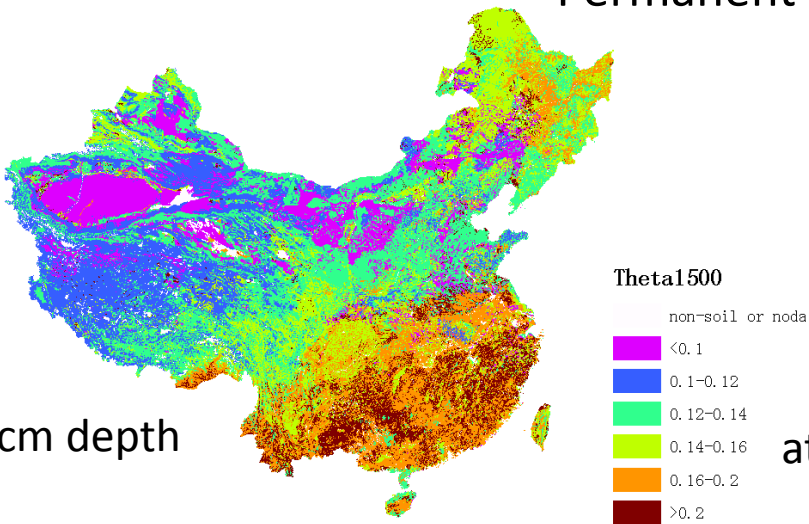 Permanent
Theta1500
non-soil or noda
<0.1
0.1-0.12
0.12-0.14
0.14-0.16
0.16-0.2
>0.2
cm depth
at